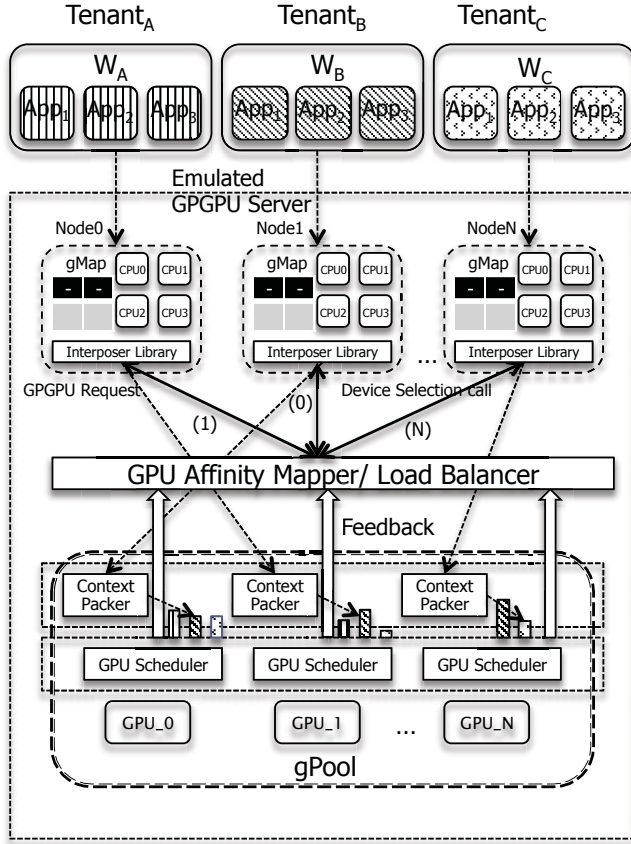 Tenant_A Tenant_B Tenant_C
W_A W_B W_C
App_1 App_2 App_3 App_1 App_2 App_3 App_1 App_2 App_3
Emulated
GPGPU Server
Node0 Node1 NodeN
gMap CPU0 CPU1 gMap CPU0 CPU1 gMap CPU0 CPU1
- - - - - -
CPU2 CPU3 CPU2 CPU3 CPU2 CPU3
Interposer Library Interposer Library ... Interposer Library
GPGPU Request (0) Device Selection call
(1) (N)
GPU Affinity Mapper/ Load Balancer
Feedback
Context Context Context
Packer Packer Packer
GPU Scheduler GPU Scheduler GPU Scheduler
GPU_0 GPU_1 ... GPU_N
gPool